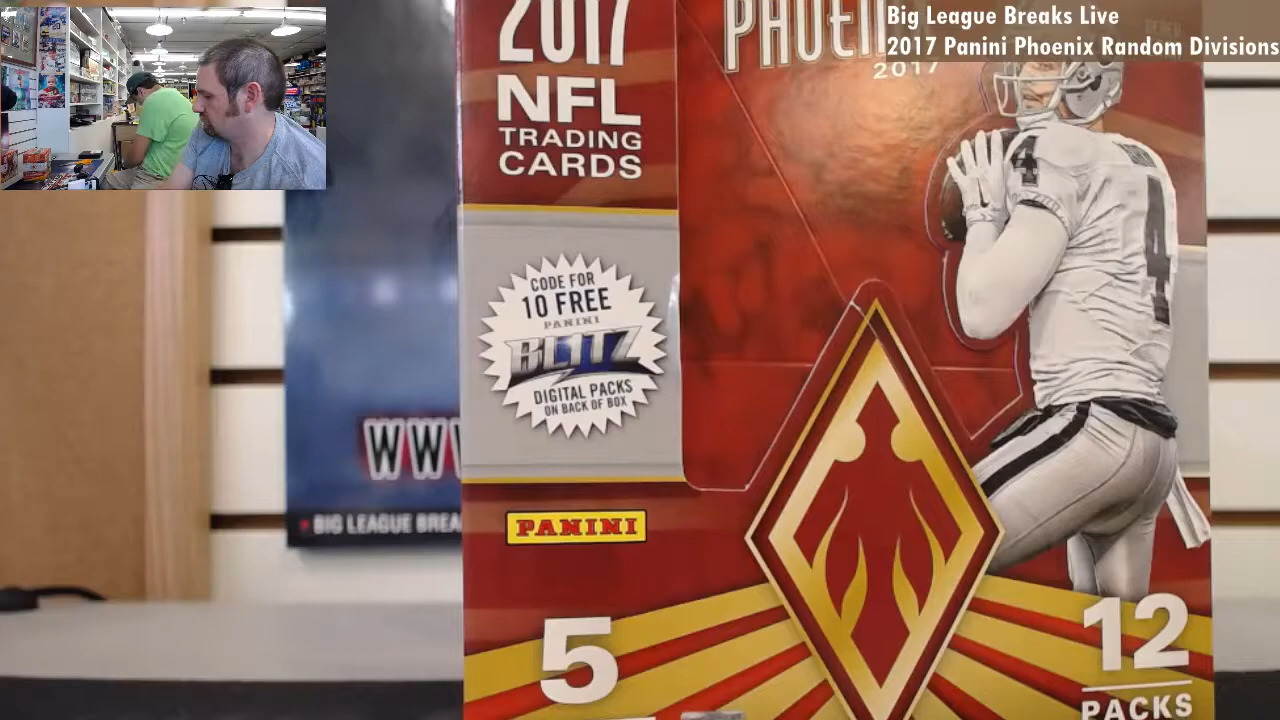 Big League Breaks Live
2017 Panini Phoenix Random Divisions
2017
NFL
TRADING
CARDS
2017
CODE FOR
10 FREE
PANINI
BLITZ
DIGITAL PACKS
ON BACK OF BOX
4
4
WW
BIG LEAGUE BREA
PANINI
5
12
PACKS